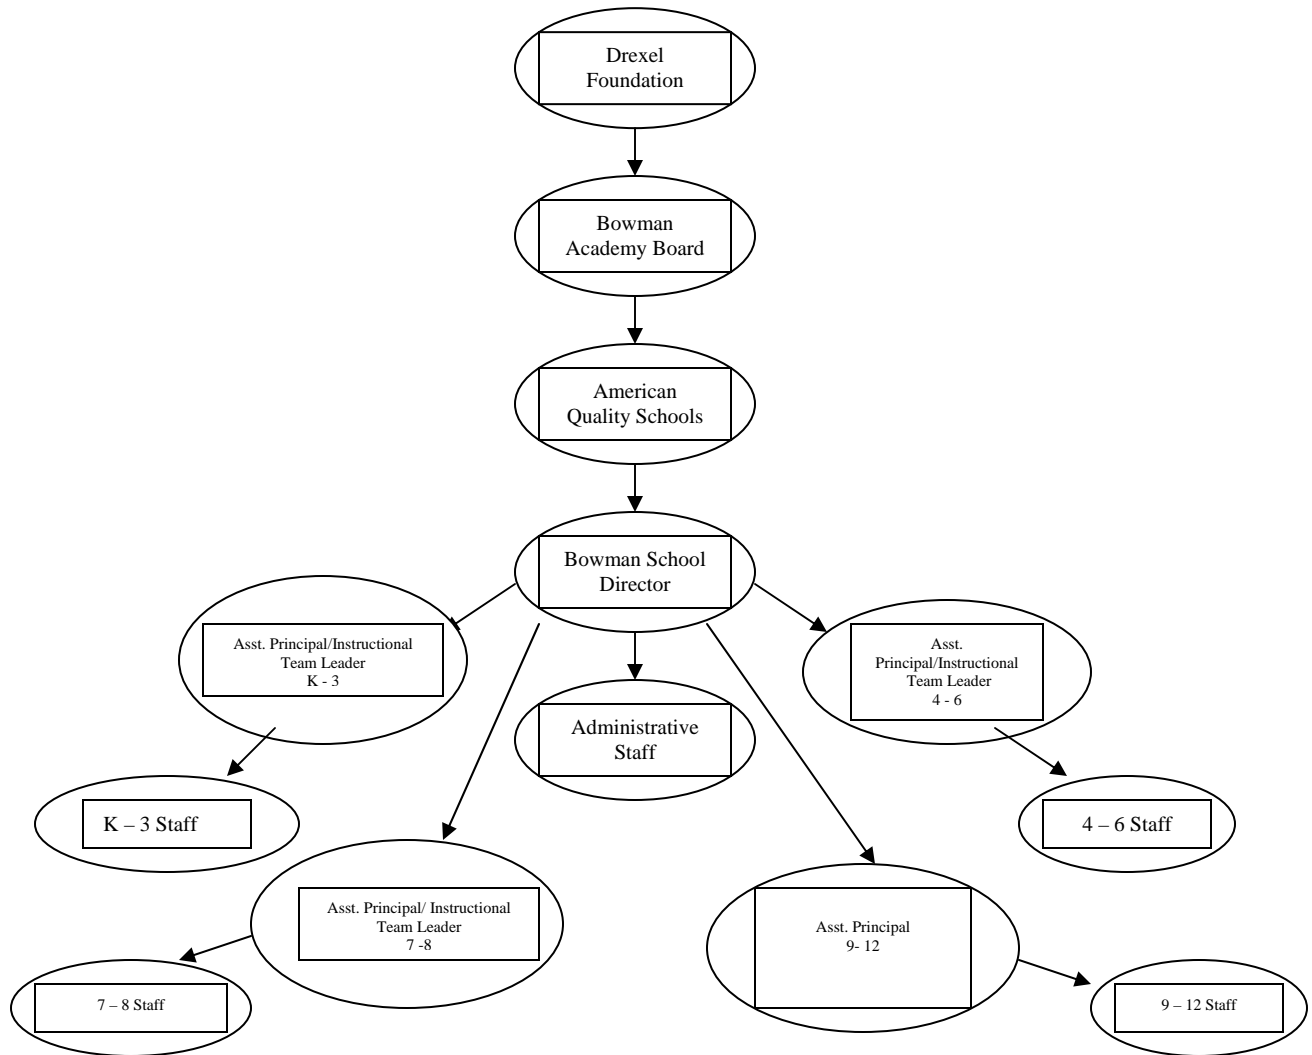 Drexel
Foundation
Bowman
Academy Board
American
Quality Schools
Bowman School
Director
Asst. Principal/Instructional
Team Leader
K - 3
Asst.
Principal/Instructional
Team Leader
4 - 6
Administrative
Staff
K – 3 Staff
4 – 6 Staff
Asst. Principal/ Instructional
Team Leader
7 -8
Asst. Principal
9- 12
7 – 8 Staff
9 – 12 Staff